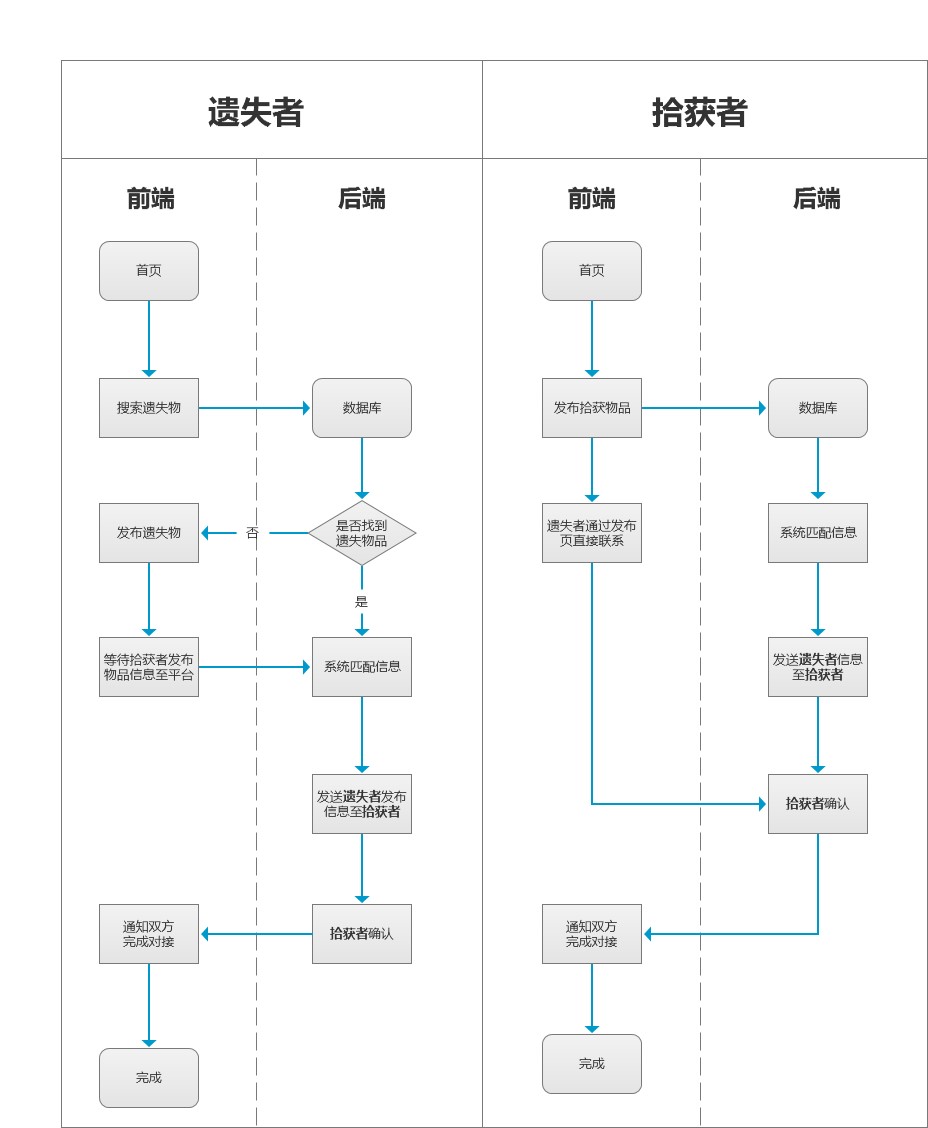 遗失者
拾获者
前端
后端
前端
后端
首页
首页
搜索遗失物
数据库
发布拾获物品
数据库
发布遗失物
否
是否找到
遗失物品
遗失者通过发布
页直接联系
系统匹配信息
是
等待拾获者发布
物品信息至平台
系统匹配信息
发送遗失者信息
至拾获者
发送遗失者发布
信息至拾获者
拾获者确认
通知双方
完成对接
拾获者确认
通知双方
完成对接
完成
完成